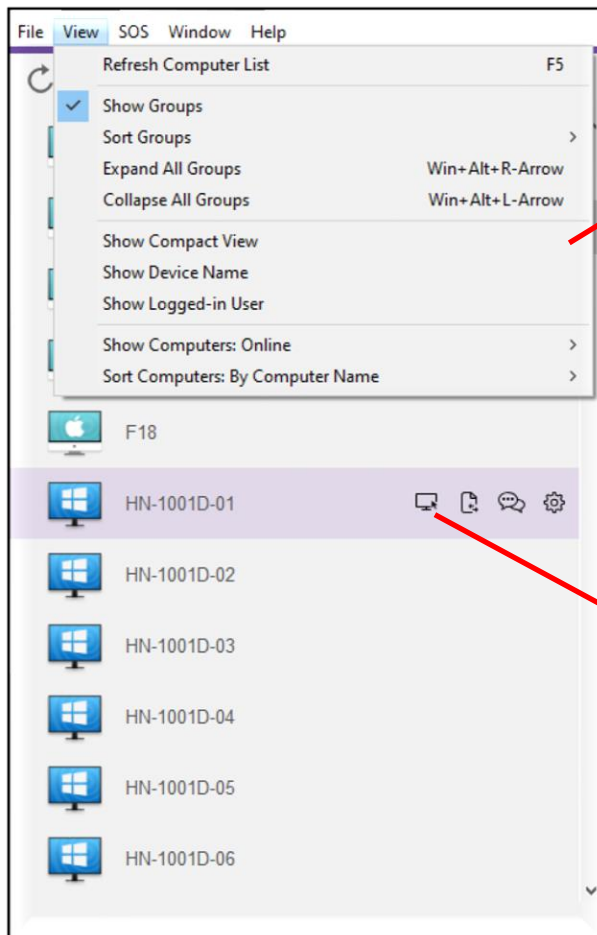 File View SOS Window Help
Refresh Computer List F5
Show Groups
Sort Groups
Expand All Groups Win+Alt+R-Arrow
Collapse All Groups Win+Alt+L-Arrow
Show Compact View
Show Device Name
Show Logged-in User
Show Computers: Online
Sort Computers: By Computer Name
F18
HN-1001D-01
HN-1001D-02
HN-1001D-03
HN-1001D-04
HN-1001D-05
HN-1001D-06